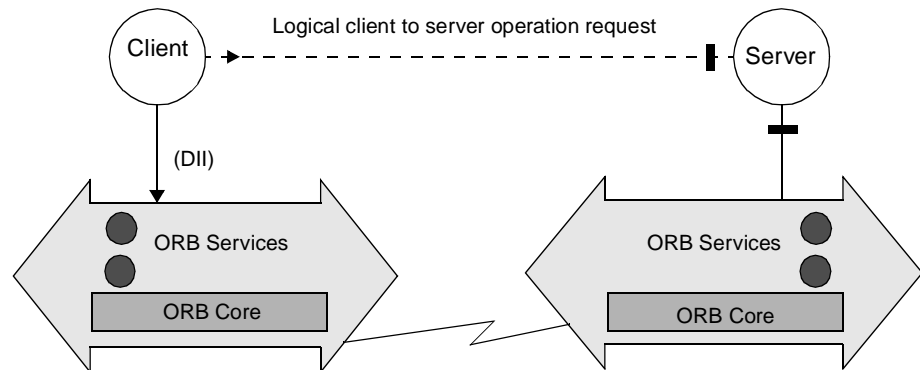 Logical client to server operation request
Client
Server
(DII)
ORB Services
ORB Services
ORB Core
ORB Core